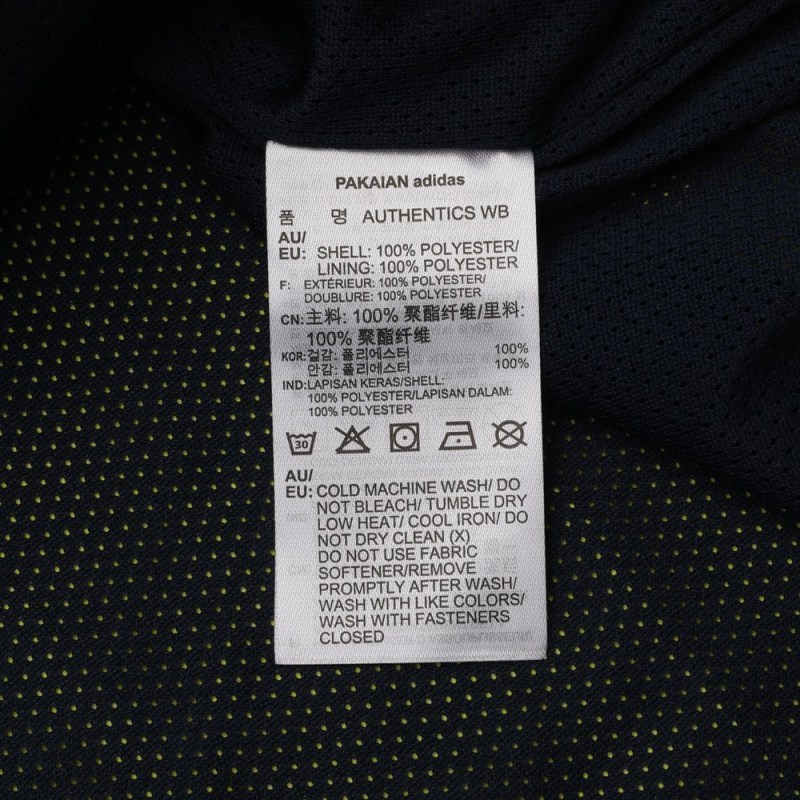 PAKAIAN adidas
품 명 AUTHENTICS WB
AU/
EU: SHELL: 100% POLYESTER/
LINING: 100% POLYESTER
F: EXTÉRIEUR: 100% POLYESTER/
DOUBLURE: 100% POLYESTER
CN: 主料: 100% 聚酯纤维/里料:
100% 聚酯纤维
KOR: 겉감: 폴리에스터 100%
안감: 폴리에스터 100%
IND: LAPISAN KERAS/SHELL:
100% POLYESTER/LAPISAN DALAM:
100% POLYESTER
30
AU/
EU: COLD MACHINE WASH/ DO
NOT BLEACH/ TUMBLE DRY
LOW HEAT/ COOL IRON/ DO
NOT DRY CLEAN (X)
DO NOT USE FABRIC
SOFTENER/REMOVE
PROMPTLY AFTER WASH/
WASH WITH LIKE COLORS/
WASH WITH FASTENERS
CLOSED